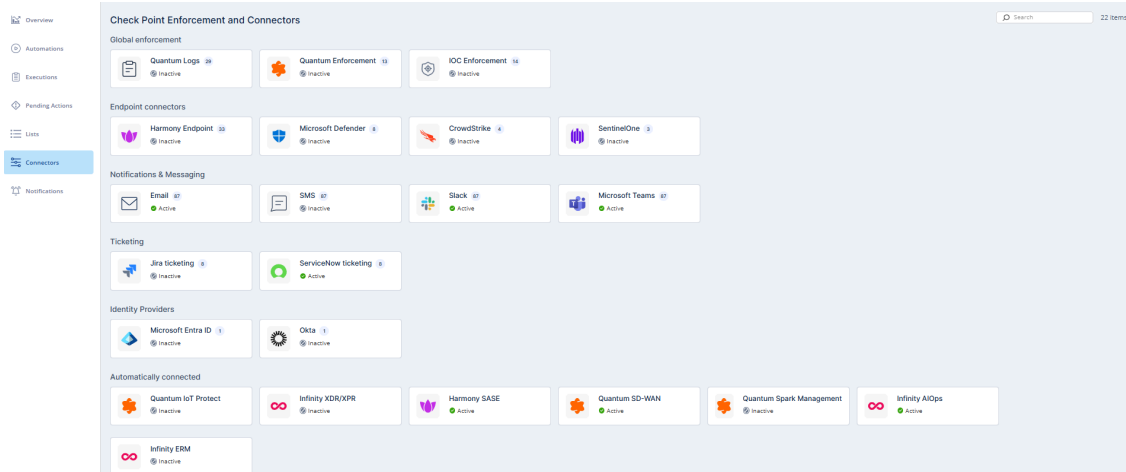 Overview
Automations
Executions
Pending Actions
Lists
Connectors
Notifications
Check Point Enforcement and Connectors
Search
22 items
Global enforcement
Quantum Logs 39
Inactive
Quantum Enforcement 13
Inactive
IOC Enforcement 14
Inactive
Endpoint connectors
Harmony Endpoint 33
Inactive
Microsoft Defender 8
Inactive
CrowdStrike 4
Inactive
SentinelOne 3
Inactive
Notifications & Messaging
Email 87
Active
SMS 87
Inactive
Slack 87
Active
Microsoft Teams 87
Active
Ticketing
Jira ticketing
Inactive
ServiceNow ticketing
Active
Identity Providers
Microsoft Entra ID 1
Inactive
Okta 1
Inactive
Automatically connected
Quantum IoT Protect
Inactive
Infinity XDR/XPR
Inactive
Harmony SASE
Active
Quantum SD-WAN
Active
Quantum Spark Management
Inactive
Infinity AIOps
Active
Infinity ERM
Inactive